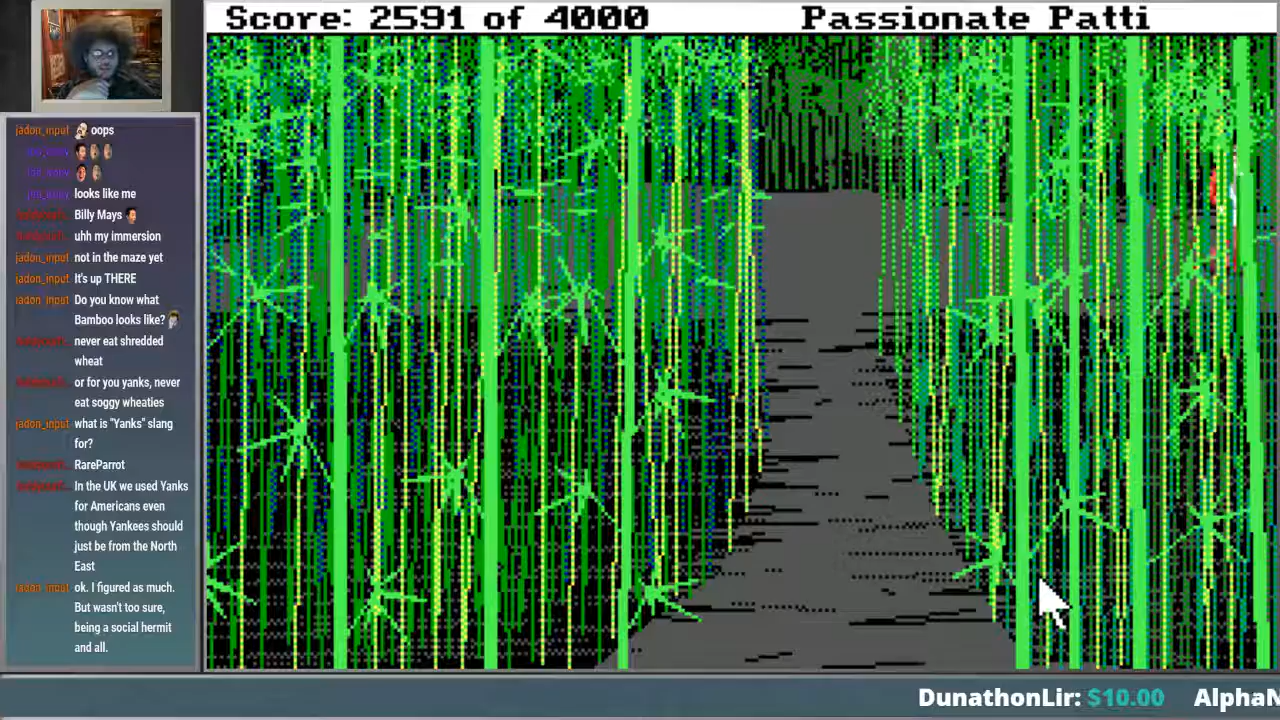 Score: 2591 of 4000 Passionate Patti
jadon_input oops
looks like me
Billy Mays
uhh my immersion
jadon_input not in the maze yet
jadon_input It's up THERE
jadon_input Do you know what
Bamboo looks like?
never eat shredded
wheat
or for you yanks, never
eat soggy wheaties
jadon_input what is "Yanks" slang
for?
RareParrot
In the UK we used Yanks
for Americans even
though Yankees should
just be from the North
East
jadon_input ok. I figured as much.
But wasn't too sure,
being a social hermit
and all.
DunathonLir: $10.00